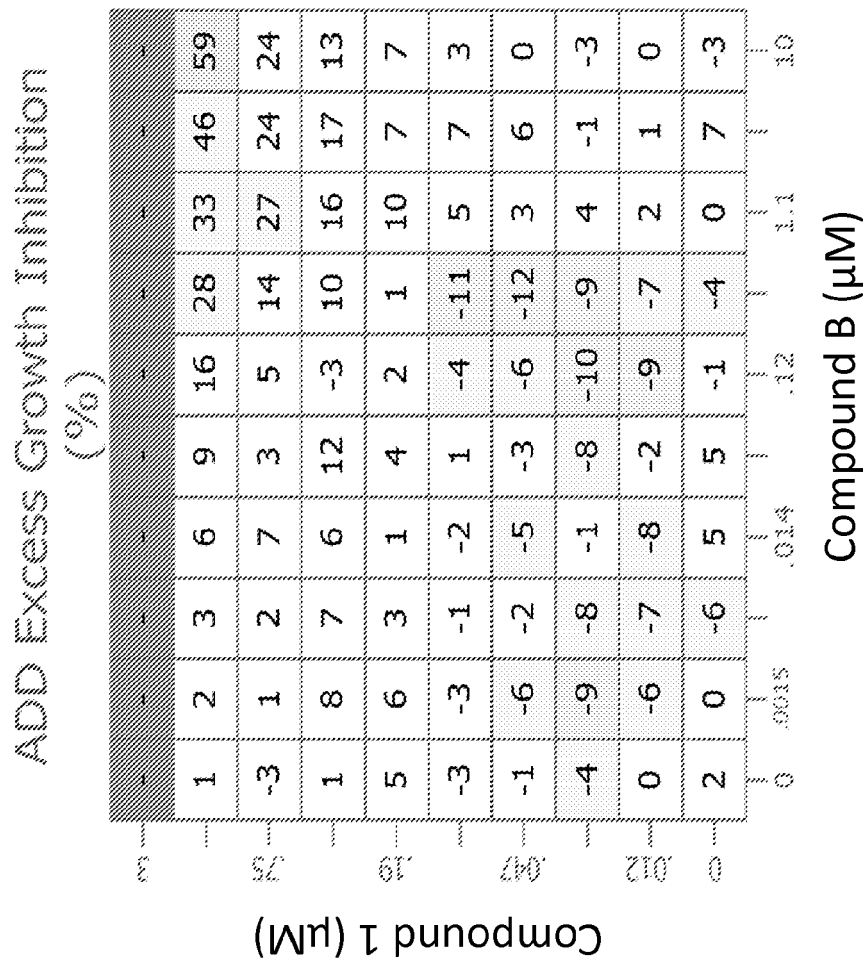 ADD Excess Growth Inhibition
(%)
Compound 1 (μM)
3 - - - - - - - - - -
1 2 3 6 9 16 28 33 46 59
.75 -3 1 2 7 3 5 14 27 24 24
1 8 7 6 12 -3 10 16 17 13
.19 5 6 3 1 4 2 1 10 7 7
-3 -3 -1 -2 1 -4 -11 5 7 3
.047 -1 -6 -2 -5 -3 -6 -12 3 6 0
-4 -9 -8 -1 -8 -10 -9 4 -1 -3
.012 0 -6 -7 -8 -2 -9 -7 2 1 0
0 2 0 -6 5 5 -1 -4 0 7 -3
0 .0015 .014 .12 1.1 10
Compound B (μM)